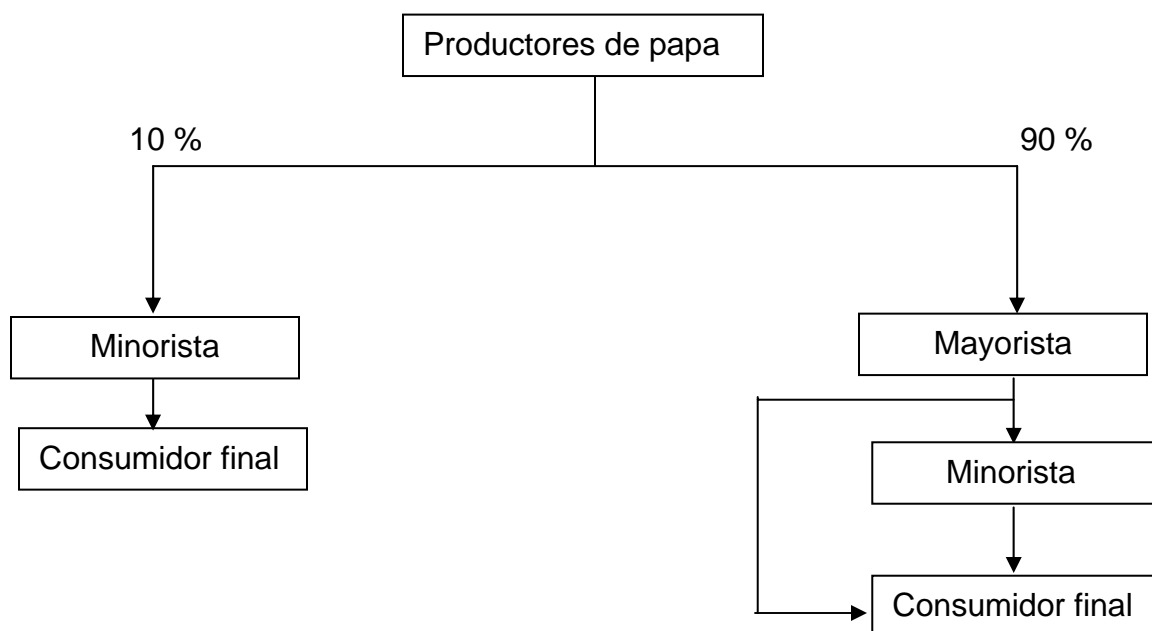 Productores de papa
10 %
90 %
Minorista
Mayorista
Consumidor final
Minorista
Consumidor final